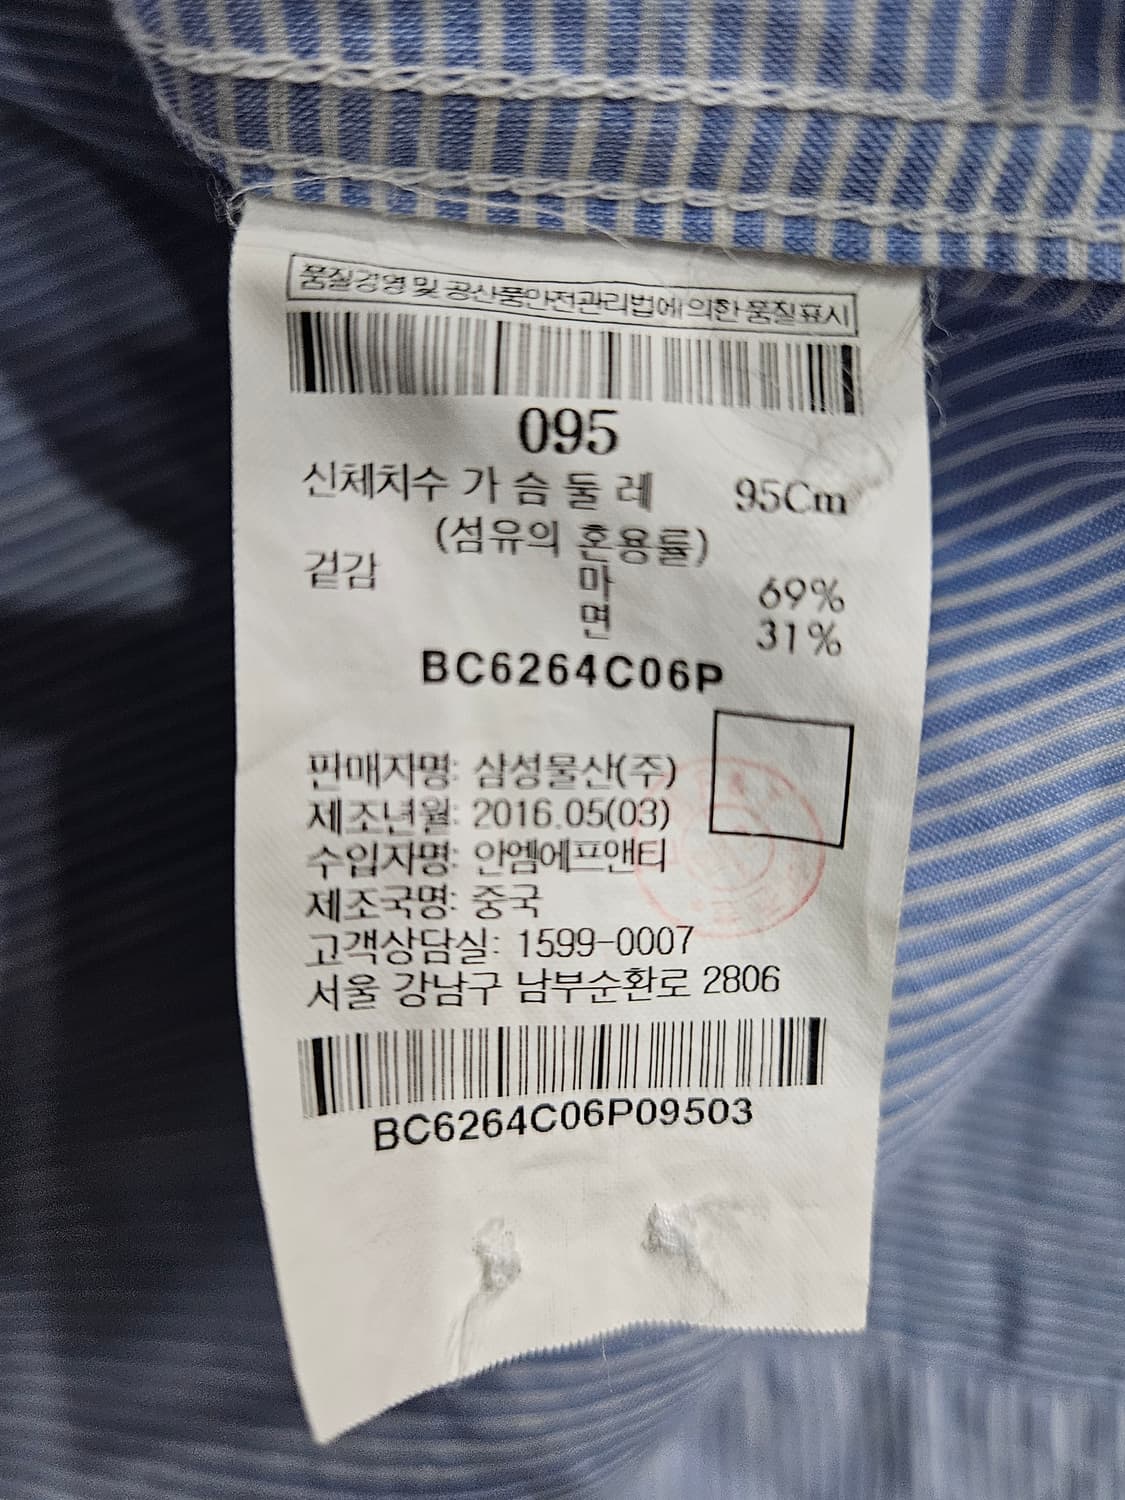 품질경영 및 공산품안전관리법에 의한 품질표시
095
신체치수 가 슴 둘 레 95Cm
(섬유의 혼용률)
겉감 마 69%
면 31%
BC6264C06P
판매자명: 삼성물산(주)
제조년월: 2016.05(03)
수입자명: 안엠에프앤티
제조국명: 중국
고객상담실: 1599-0007
서울 강남구 남부순환로 2806
BC6264C06P09503